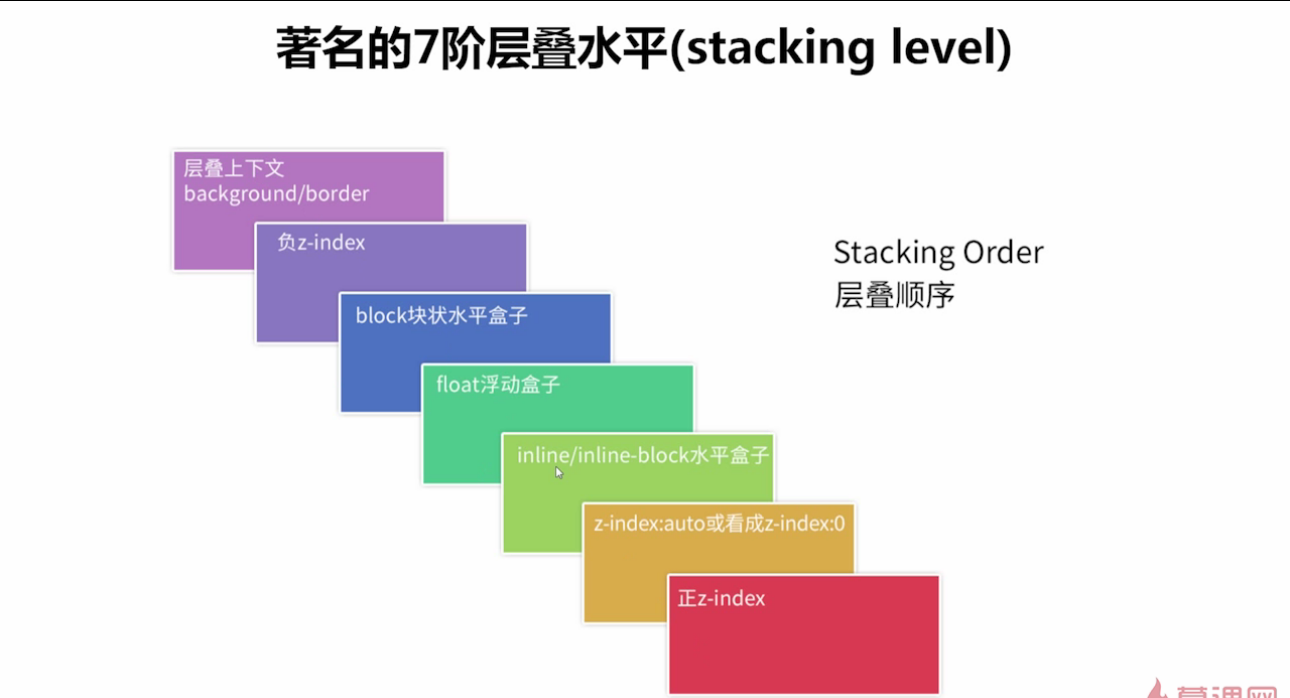 著名的7阶层叠水平(stacking level)
层叠上下文
background/border
负z-index
block块状水平盒子
float浮动盒子
inline/inline-block水平盒子
z-index:auto或看成z-index:0
正z-index
Stacking Order
层叠顺序